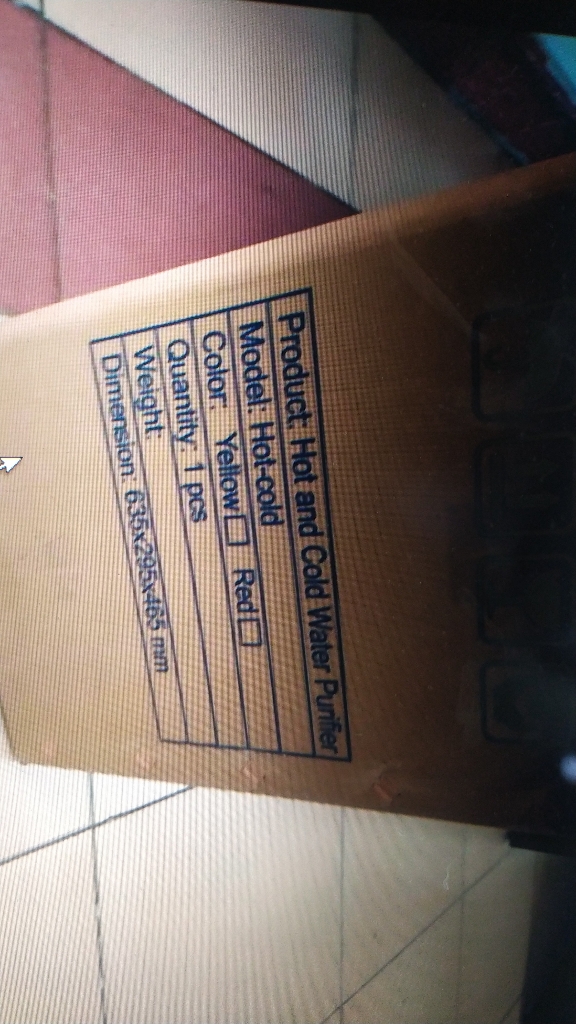 Product: Hot and Cold Water Purifier
Model: Hot-cold
Color: Yellow☐ Red☐
Quantity: 1 pcs
Weight:
Dimension: 635x295x465 mm